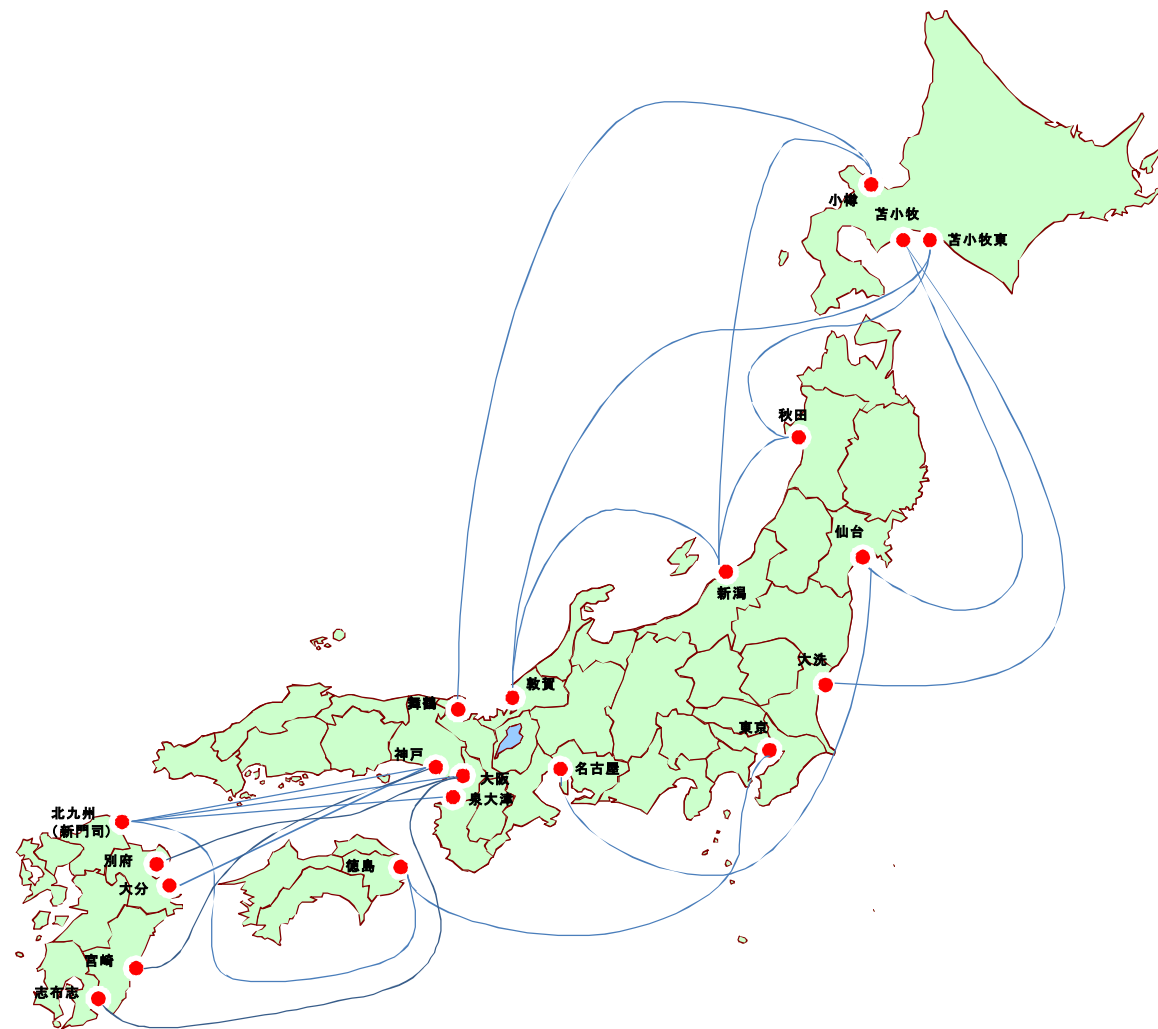 小樽
苫小牧
苫小牧東
秋田
仙台
新潟
大洗
敦賀
舞鶴
東京
神戸
名古屋
大阪
泉大津
北九州
(新門司)
別府
徳島
大分
宮崎
志布志